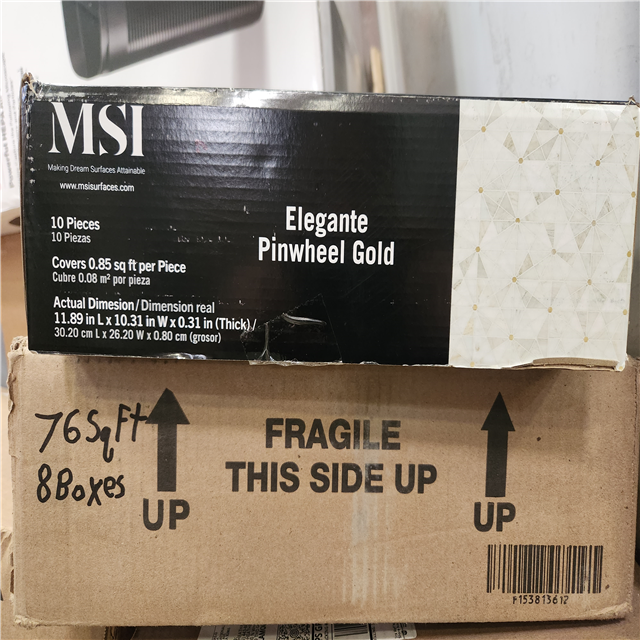 MSI
Making Dream Surfaces Attainable
www.msisurfaces.com
10 Pieces
10 Piezas
Covers 0.85 sq ft per Piece
Cubre 0.08 m² por pieza
Actual Dimesion / Dimension real
11.89 in L x 10.31 in W x 0.31 in (Thick) /
30.20 cm L x 26.20 W x 0.80 cm (grosor)
Elegante
Pinwheel Gold
76 Sq Ft
8 Boxes
FRAGILE
THIS SIDE UP
UP
UP
F153813612